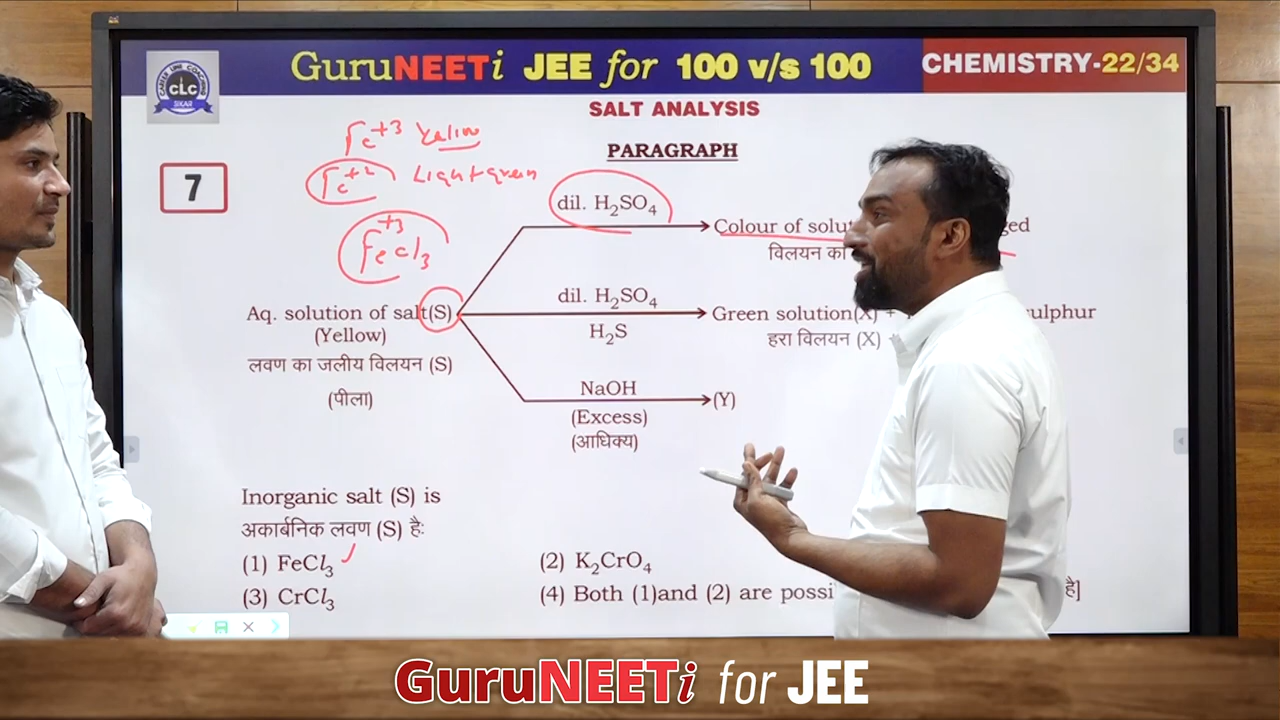 GuruNEETi JEE for 100 v/s 100
CHEMISTRY-22/34
CLC
SIKAR
SALT ANALYSIS
PARAGRAPH
7
Fe+3 Yellow
Fe+2 Light green
+3
FeCl3
dil. H2SO4
Colour of solut ged
विलयन का
Aq. solution of salt(S)
(Yellow)
लवण का जलीय विलयन (S)
(पीला)
dil. H2SO4
H2S
Green solution(X) + ulphur
हरा विलयन (X)
NaOH
(Excess)
(आधिक्य)
(Y)
Inorganic salt (S) is
अकार्बनिक लवण (S) है:
(1) FeCl3
(2) K2CrO4
(3) CrCl3
(4) Both (1)and (2) are possi है]
GuruNEETi for JEE